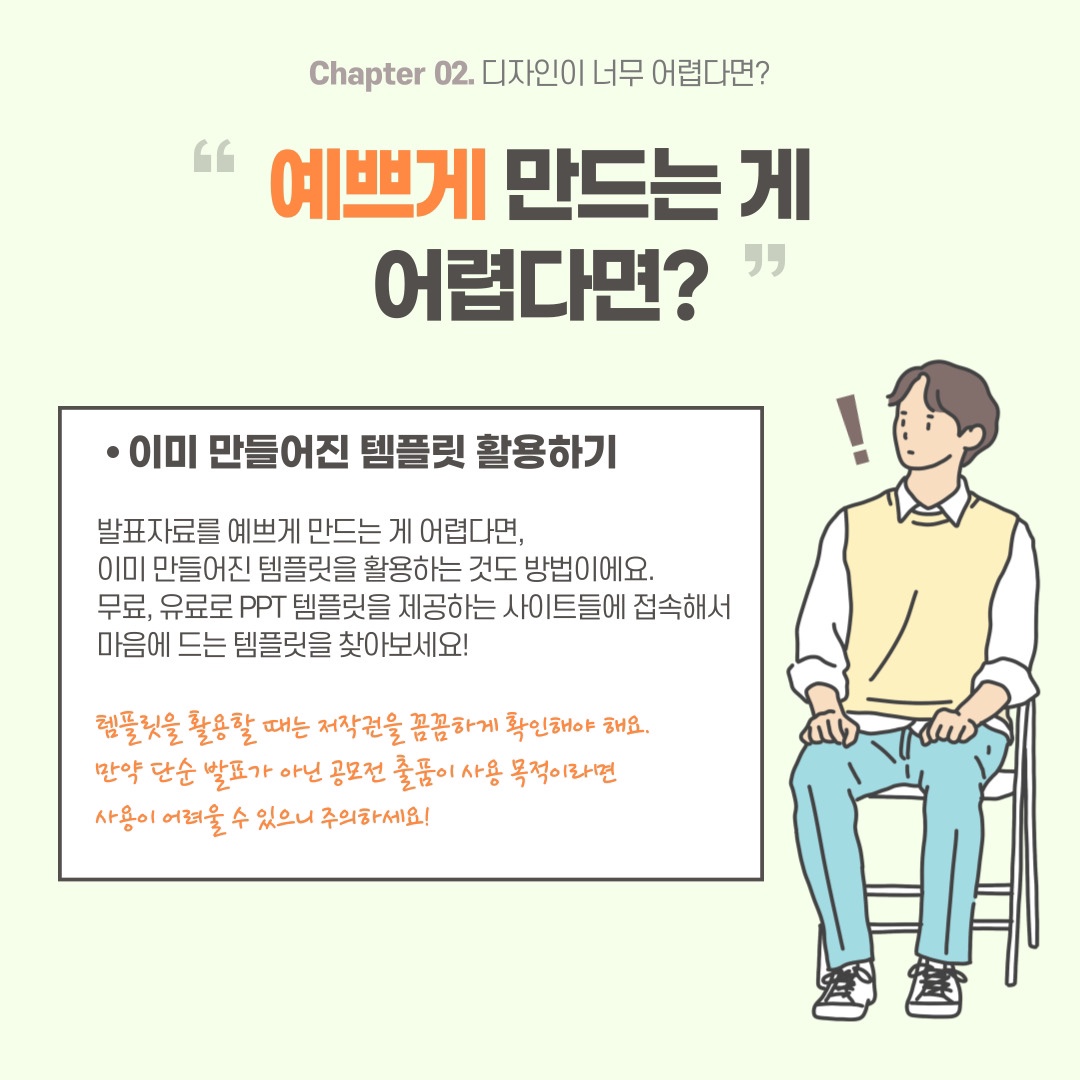 Chapter 02. 디자인이 너무 어렵다면?
“ 예쁘게 만드는 게
어렵다면? ”
!
• 이미 만들어진 템플릿 활용하기
발표자료를 예쁘게 만드는 게 어렵다면,
이미 만들어진 템플릿을 활용하는 것도 방법이에요.
무료, 유료로 PPT 템플릿을 제공하는 사이트들에 접속해서
마음에 드는 템플릿을 찾아보세요!
템플릿을 활용할 때는 저작권을 꼼꼼하게 확인해야 해요.
만약 단순 발표가 아닌 공모전 출품이 사용 목적이라면
사용이 어려울 수 있으니 주의하세요!